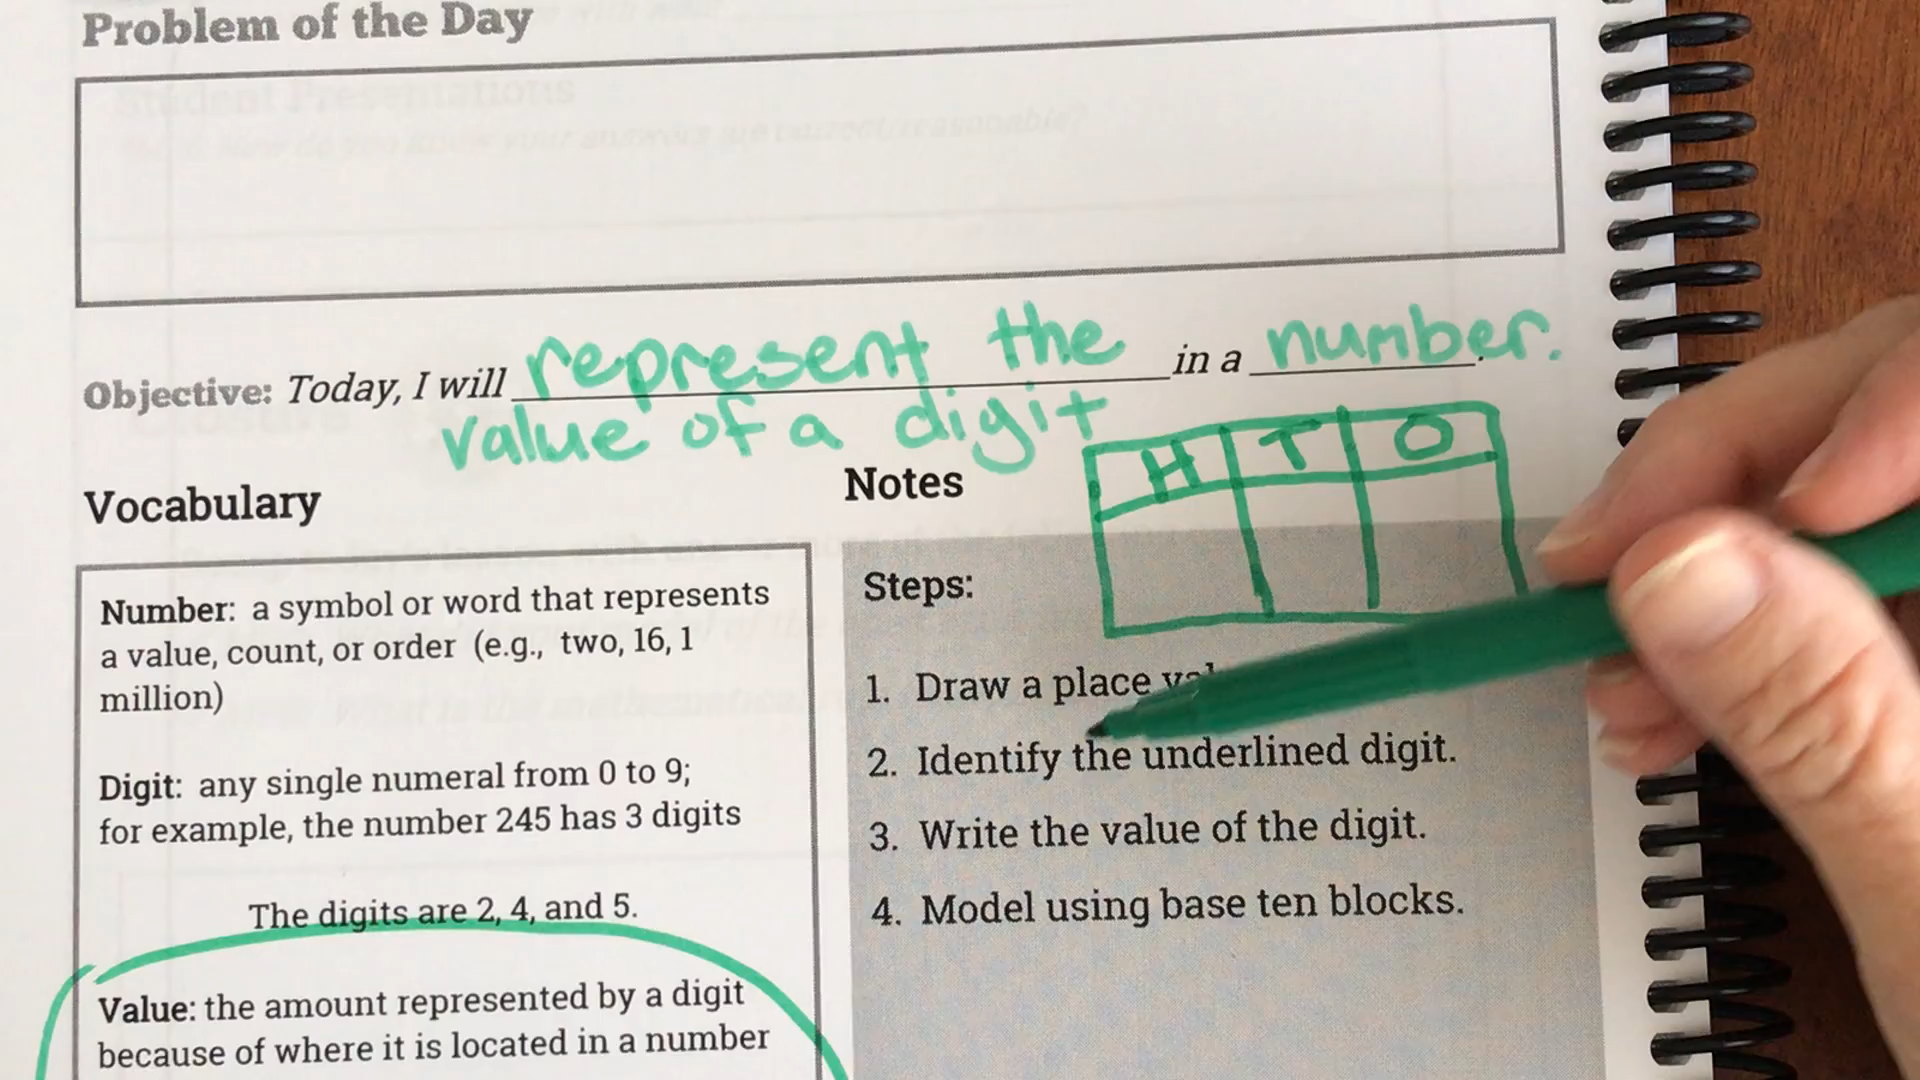 Problem of the Day
Student Presentations
Objective: Today, I will represent the in a number.
value of a digit
H T O
Vocabulary
Number: a symbol or word that represents
a value, count, or order (e.g., two, 16, 1
million)
Digit: any single numeral from 0 to 9;
for example, the number 245 has 3 digits
The digits are 2, 4, and 5.
Value: the amount represented by a digit
because of where it is located in a number
Notes
Steps:
1. Draw a place
2. Identify the underlined digit.
3. Write the value of the digit.
4. Model using base ten blocks.